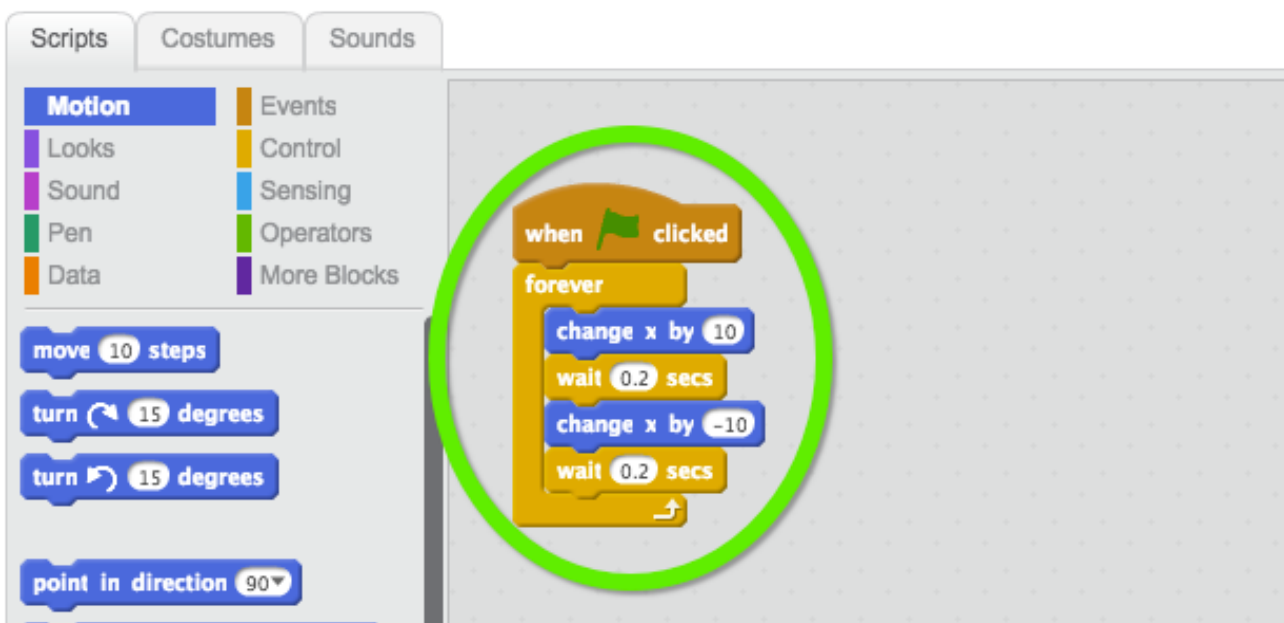 Scripts Costumes Sounds
Motion Events
Looks Control
Sound Sensing
Pen Operators
Data More Blocks
move 10 steps
turn 15 degrees
turn 15 degrees
point in direction 90
when clicked
forever
change x by 10
wait 0.2 secs
change x by -10
wait 0.2 secs